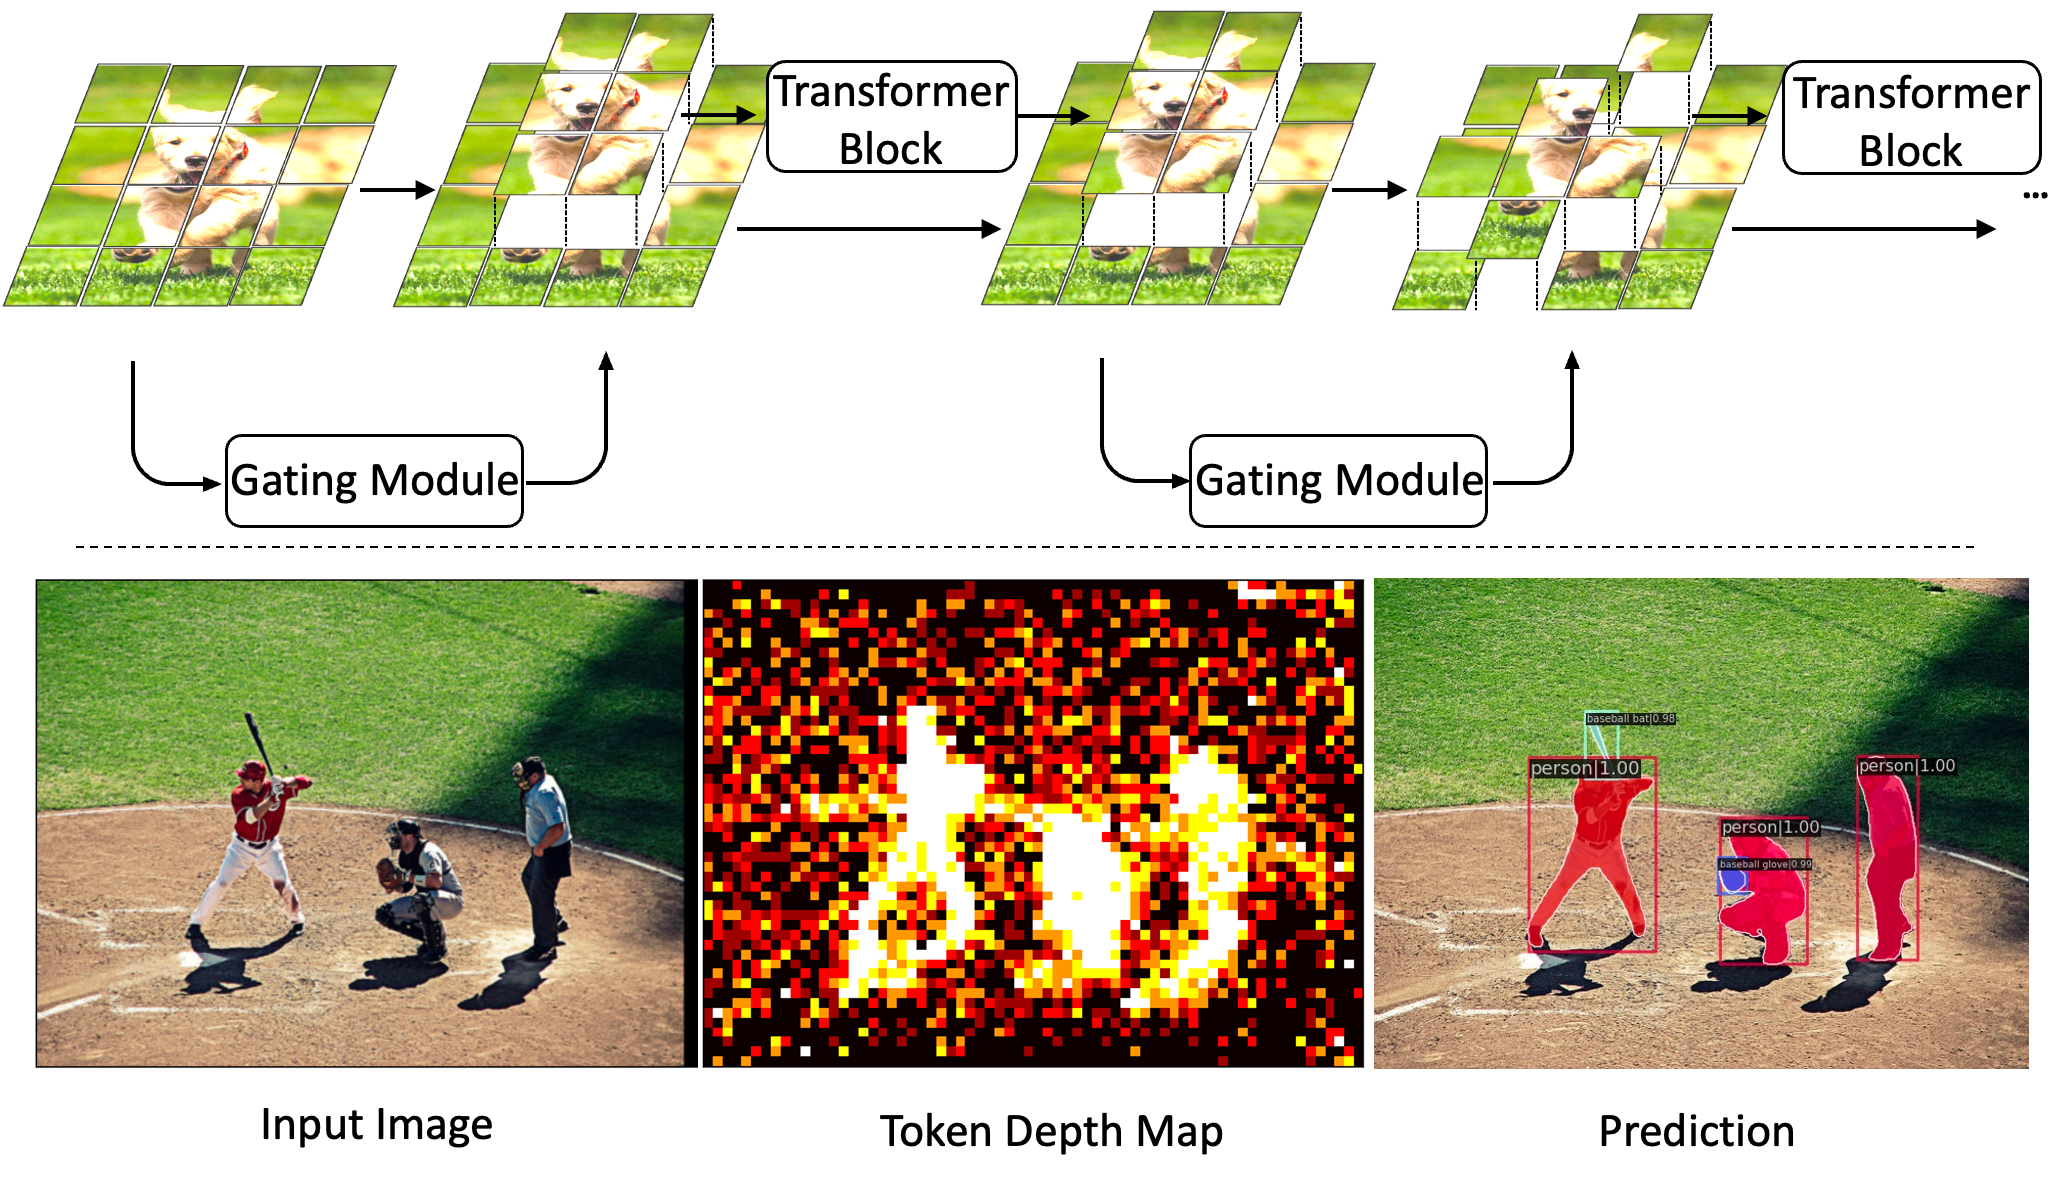 Transformer
Block
Transformer
Block
...
Gating Module
Gating Module
baseball bat|0.98
person|1.00
person|1.00
person|1.00
baseball glove|0.99
Input Image
Token Depth Map
Prediction